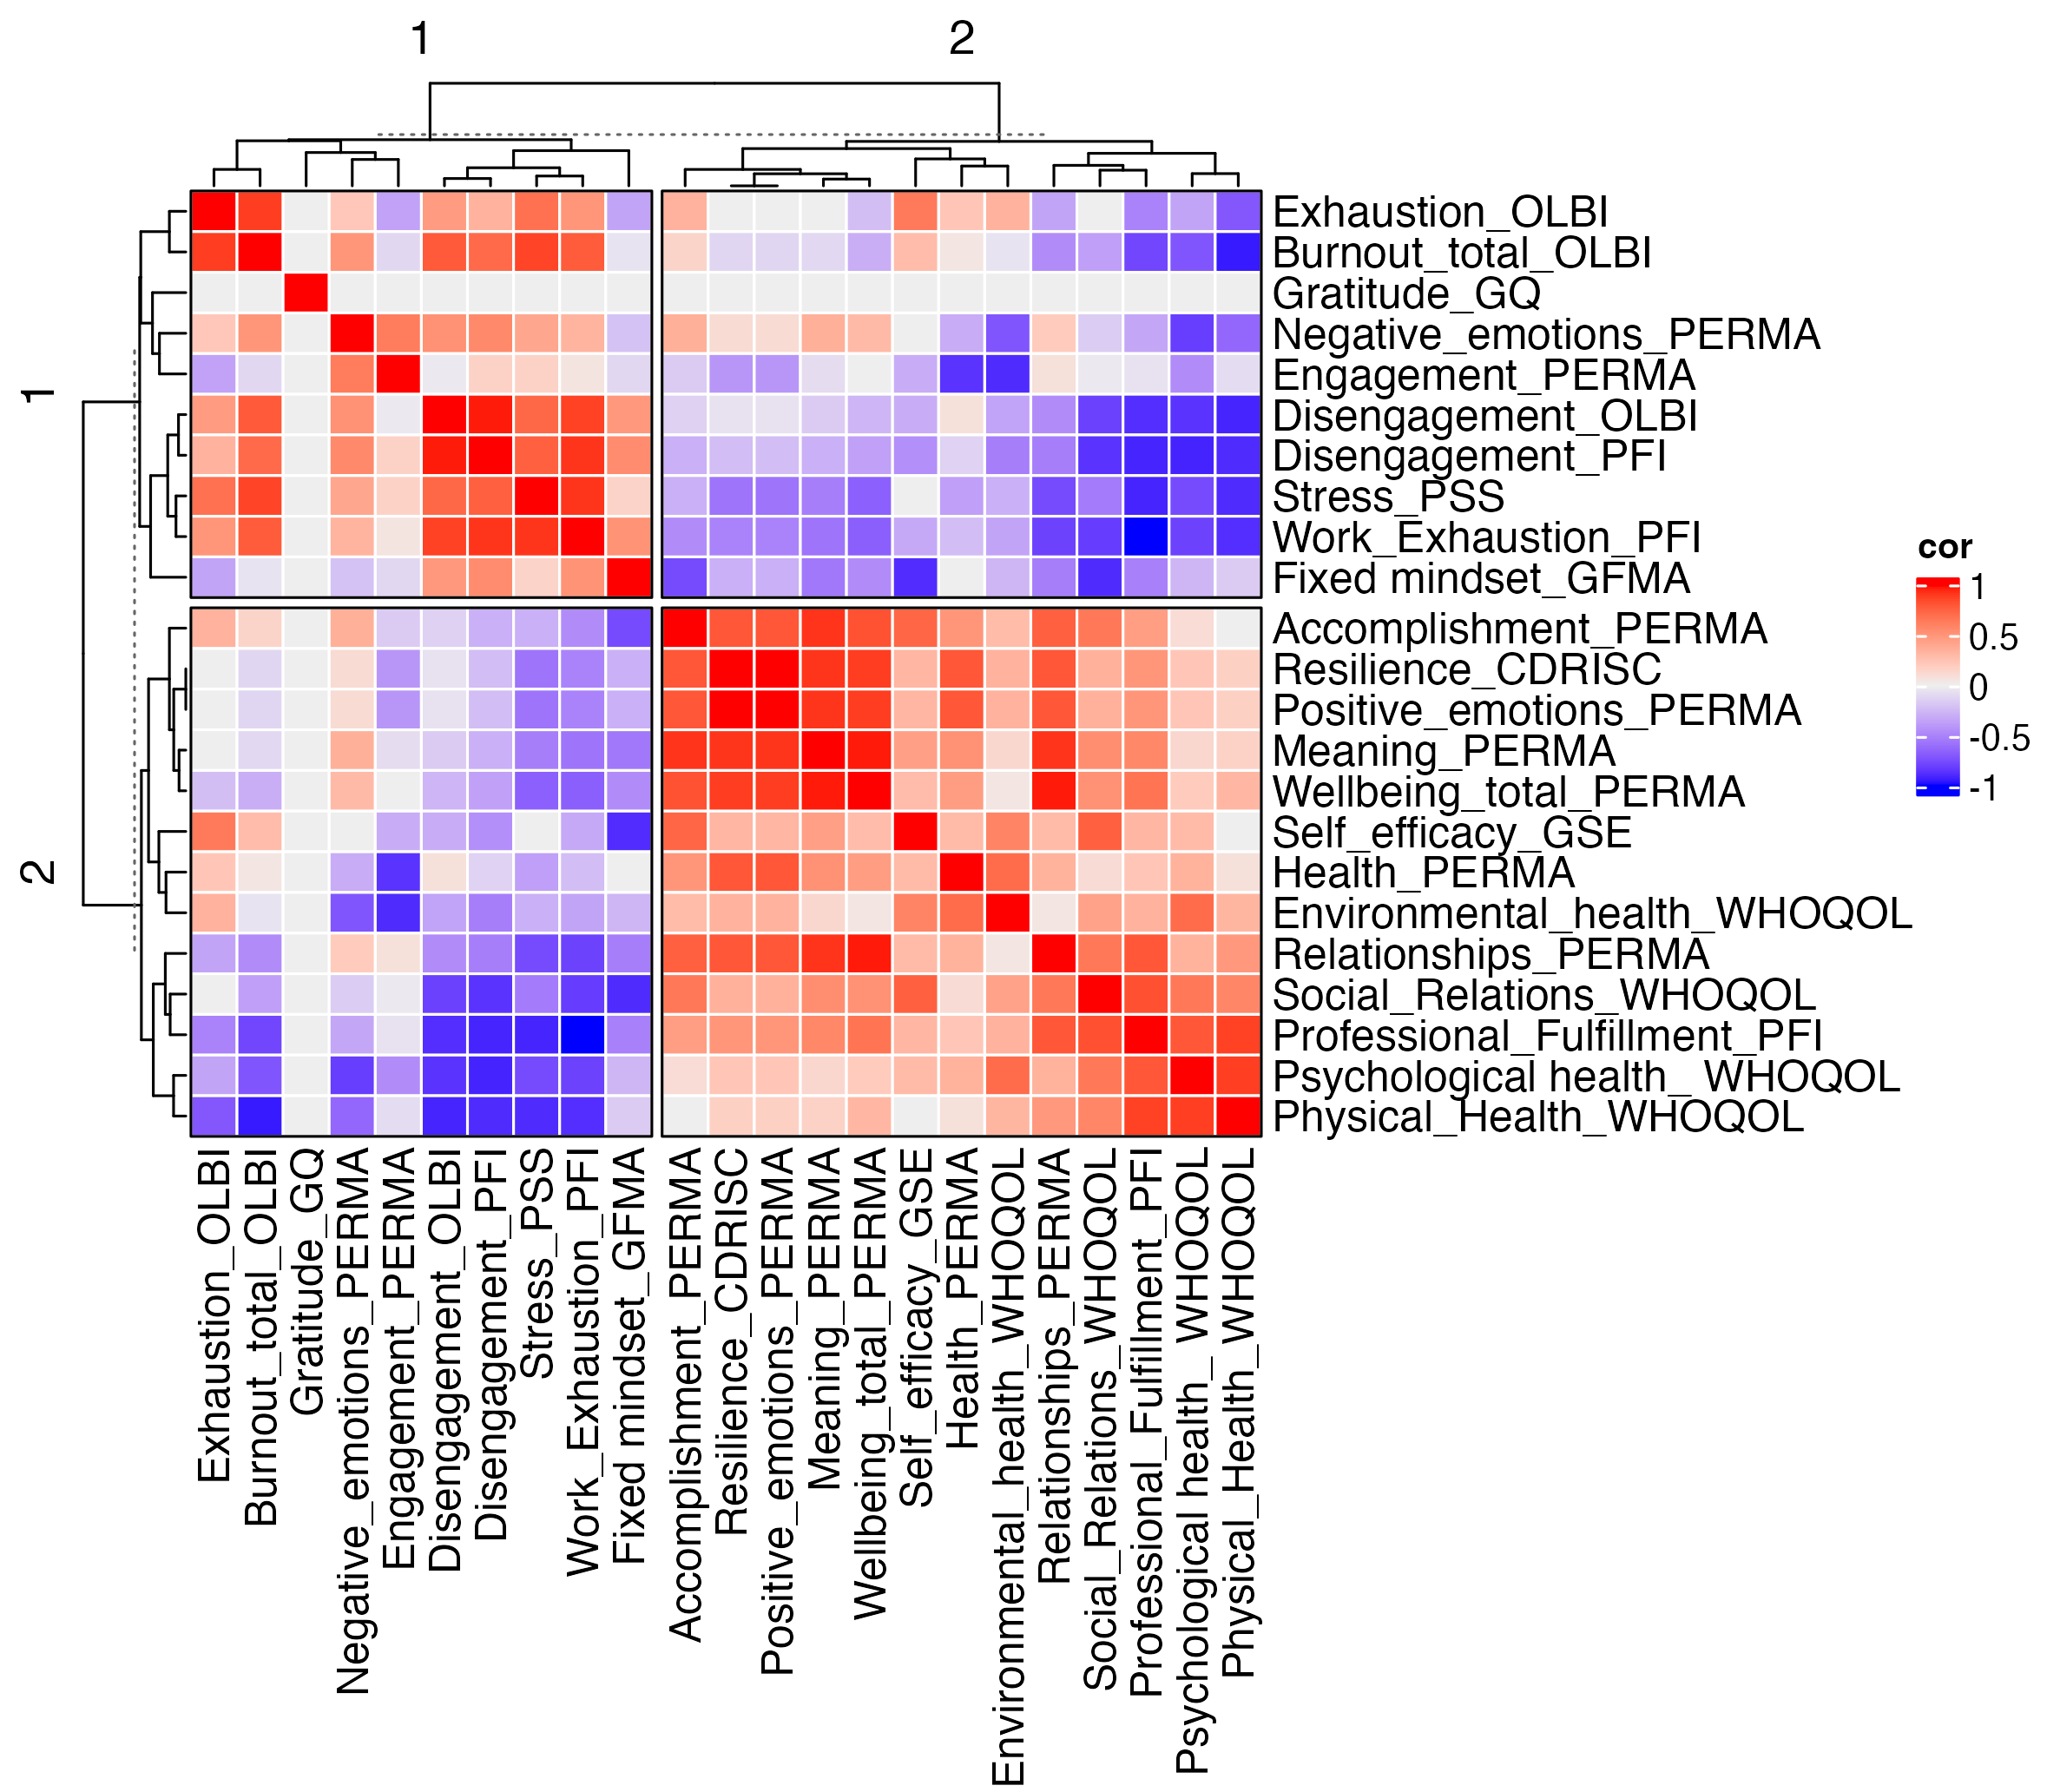 1
2
1
2
Exhaustion_OLBI
Burnout_total_OLBI
Gratitude_GQ
Negative_emotions_PERMA
Engagement_PERMA
Disengagement_OLBI
Disengagement_PFI
Stress_PSS
Work_Exhaustion_PFI
Fixed mindset_GFMA
Accomplishment_PERMA
Resilience_CDRISC
Positive_emotions_PERMA
Meaning_PERMA
Wellbeing_total_PERMA
Self_efficacy_GSE
Health_PERMA
Environmental_health_WHOQOL
Relationships_PERMA
Social_Relations_WHOQOL
Professional_Fulfillment_PFI
Psychological health_ WHOQOL
Physical_Health_WHOQOL
cor
1
0.5
0
-0.5
-1
Exhaustion_OLBI
Burnout_total_OLBI
Gratitude_GQ
Negative_emotions_PERMA
Engagement_PERMA
Disengagement_OLBI
Disengagement_PFI
Stress_PSS
Work_Exhaustion_PFI
Fixed mindset_GFMA
Accomplishment_PERMA
Resilience_CDRISC
Positive_emotions_PERMA
Meaning_PERMA
Wellbeing_total_PERMA
Self_efficacy_GSE
Health_PERMA
Environmental_health_WHOQOL
Relationships_PERMA
Social_Relations_WHOQOL
Professional_Fulfillment_PFI
Psychological health_ WHOQOL
Physical_Health_WHOQOL